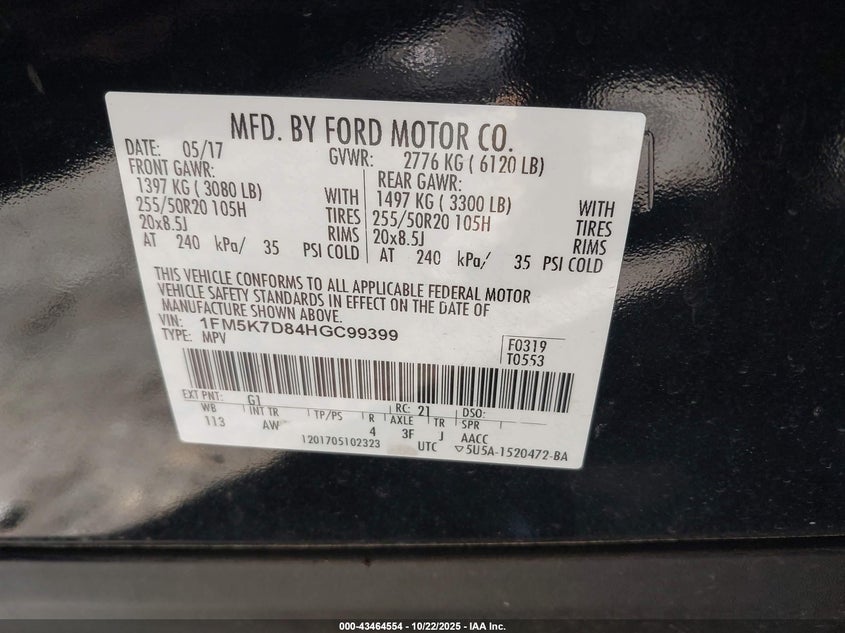 MFD. BY FORD MOTOR CO.
DATE: 05/17 GVWR: 2776 KG ( 6120 LB)
FRONT GAWR: REAR GAWR:
1397 KG ( 3080 LB) WITH 1497 KG ( 3300 LB) WITH
255/50R20 105H TIRES 255/50R20 105H TIRES
20x8.5J RIMS 20x8.5J RIMS
AT 240 kPa/ 35 PSI COLD AT 240 kPa/ 35 PSI COLD
THIS VEHICLE CONFORMS TO ALL APPLICABLE FEDERAL MOTOR
VEHICLE SAFETY STANDARDS IN EFFECT ON THE DATE OF
MANUFACTURE SHOWN ABOVE.
VIN: 1FM5K7D84HGC99399
TYPE: MPV
F0319
T0553
EXT PNT: G1 RC: 21 DSO:
WB INT TR TP/PS R AXLE TR SPR
113 AW 4 3F J AACC
1201705102323 UTC ▽5U5A-1520472-BA
000-43464554 | 10/22/2025 - IAA Inc.